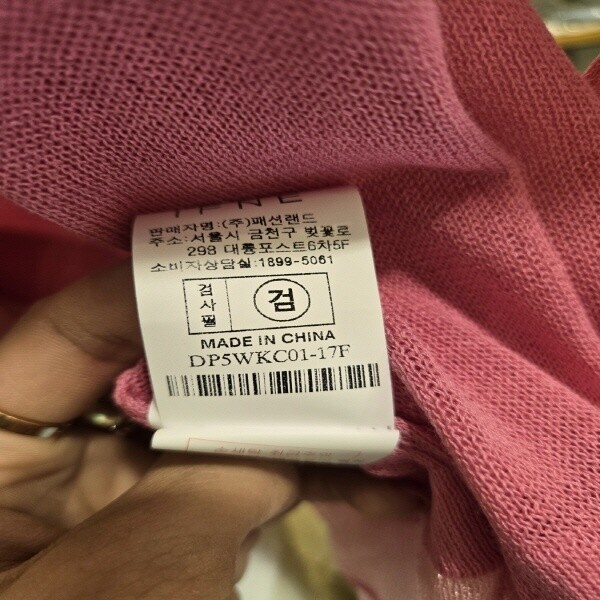 판매자명:(주)패션랜드
주소:서울시 금천구 벚꽃로
298 대륭포스트6차5F
소비자상담실:1899-5061
검사필
검
MADE IN CHINA
DP5WKC01-17F